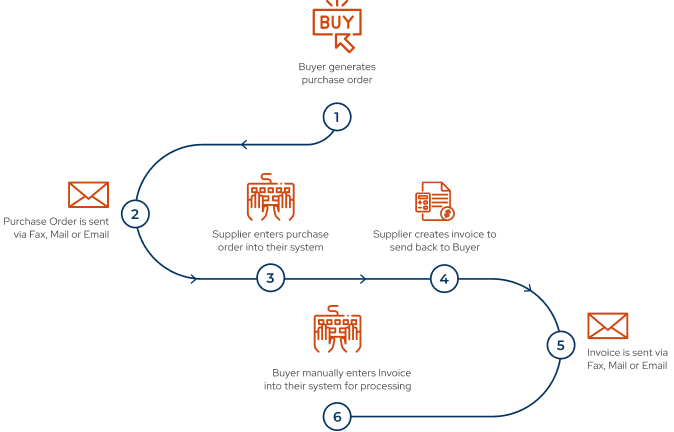 BUY
Buyer generates
purchase order
1
2
Purchase Order is sent
via Fax, Mail or Email
Supplier enters purchase
order into their system
3
Supplier creates invoice to
send back to Buyer
4
5
Invoice is sent via
Fax, Mail or Email
Buyer manually enters Invoice
into their system for processing
6